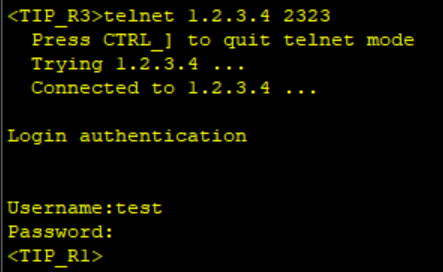 <TIP_R3>telnet 1.2.3.4 2323
Press CTRL_] to quit telnet mode
Trying 1.2.3.4 ...
Connected to 1.2.3.4 ...
Login authentication
Username:test
Password:
<TIP_R1>